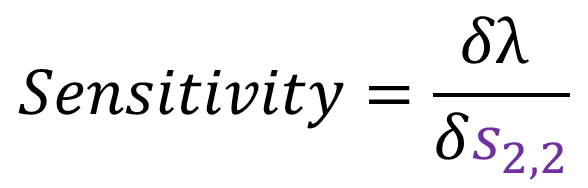 Sensitivity = δλ / δs₂,₂